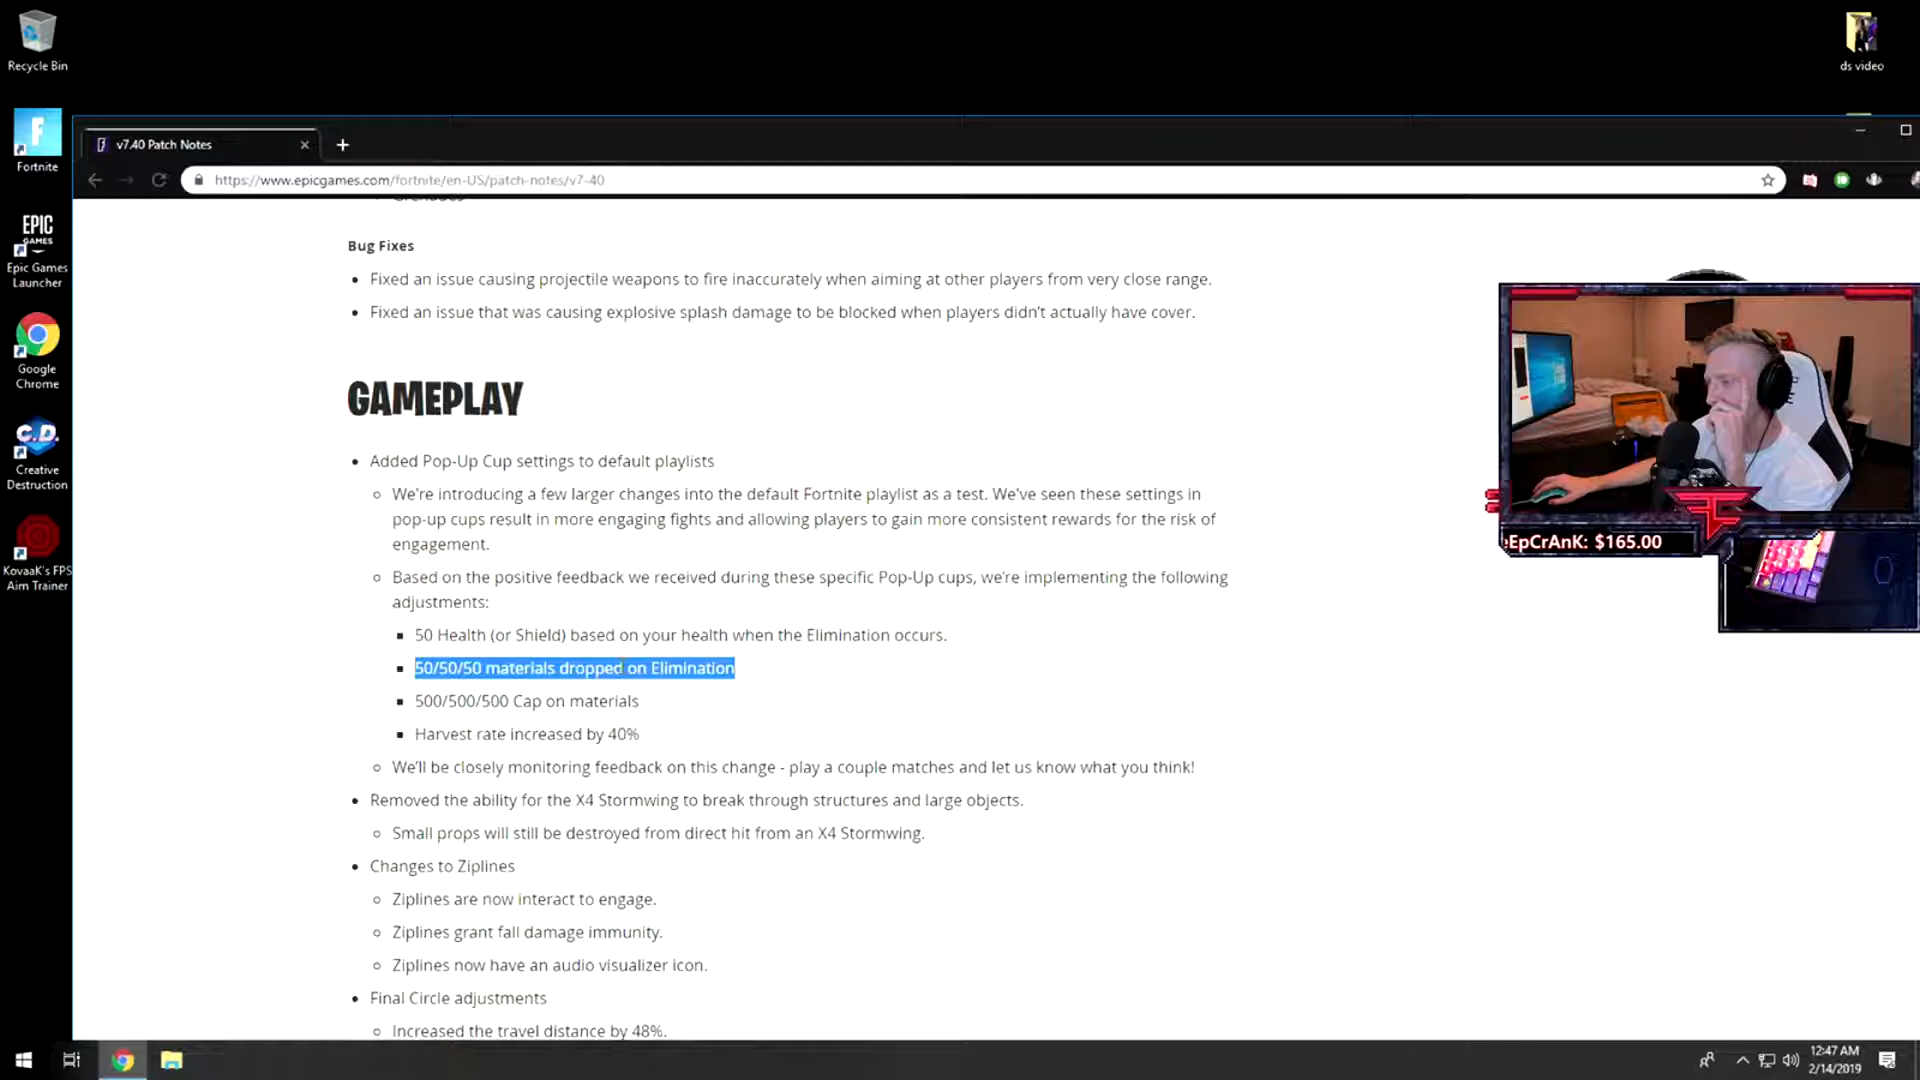 Recycle Bin
ds video
Fortnite
EPIC
GAMES
Epic Games
Launcher
Google
Chrome
C.D.
Creative
Destruction
KovaaK's FPS
Aim Trainer
v7.40 Patch Notes
https://www.epicgames.com/fortnite/en-US/patch-notes/v7-40
Grenades
Bug Fixes
Fixed an issue causing projectile weapons to fire inaccurately when aiming at other players from very close range.
Fixed an issue that was causing explosive splash damage to be blocked when players didn't actually have cover.
GAMEPLAY
Added Pop-Up Cup settings to default playlists
We're introducing a few larger changes into the default Fortnite playlist as a test. We've seen these settings in
pop-up cups result in more engaging fights and allowing players to gain more consistent rewards for the risk of
engagement.
Based on the positive feedback we received during these specific Pop-Up cups, we're implementing the following
adjustments:
50 Health (or Shield) based on your health when the Elimination occurs.
50/50/50 materials dropped on Elimination
500/500/500 Cap on materials
Harvest rate increased by 40%
We'll be closely monitoring feedback on this change - play a couple matches and let us know what you think!
Removed the ability for the X4 Stormwing to break through structures and large objects.
Small props will still be destroyed from direct hit from an X4 Stormwing.
Changes to Ziplines
Ziplines are now interact to engage.
Ziplines grant fall damage immunity.
Ziplines now have an audio visualizer icon.
Final Circle adjustments
Increased the travel distance by 48%.
eEpCrAnK: $165.00
12:47 AM
2/14/2019